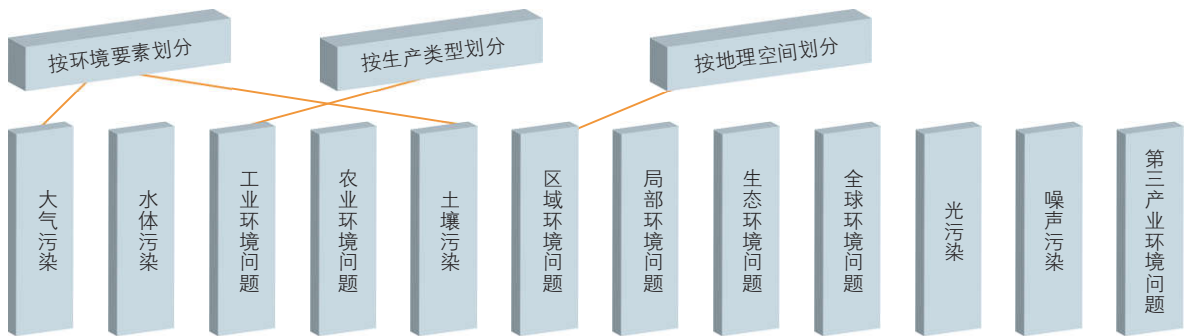 按环境要素划分
按生产类型划分
按地理空间划分
大气污染
水体污染
工业环境问题
农业环境问题
土壤污染
区域环境问题
局部环境问题
生态环境问题
全球环境问题
光污染
噪声污染
第三产业环境问题